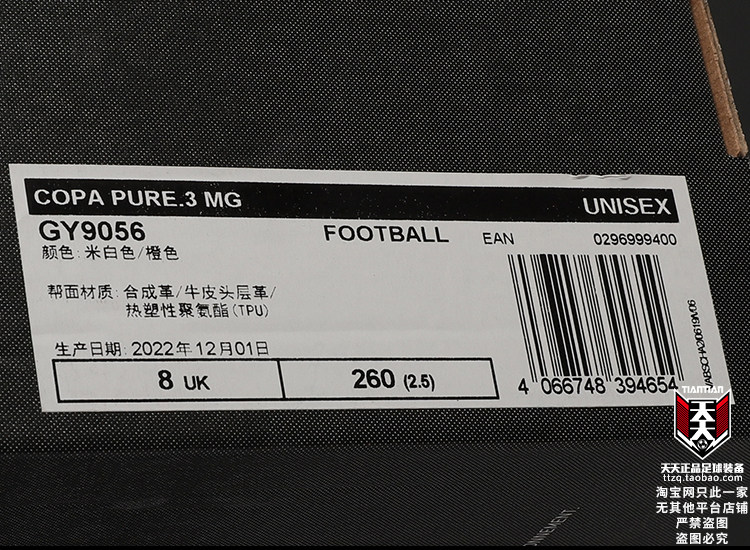 COPA PURE.3 MG
UNISEX
GY9056
FOOTBALL
EAN
0296999400
颜色: 米白色/橙色
帮面材质: 合成革/牛皮头层革/
热塑性聚氨酯(TPU)
生产日期: 2022年12月01日
8 UK
260 (2.5)
4 066748 394654
TIANTIAN
天天
天天正品足球装备
ttzq.taobao.com
淘宝网只此一家
无其他平台店铺
严禁盗图
盗图必究